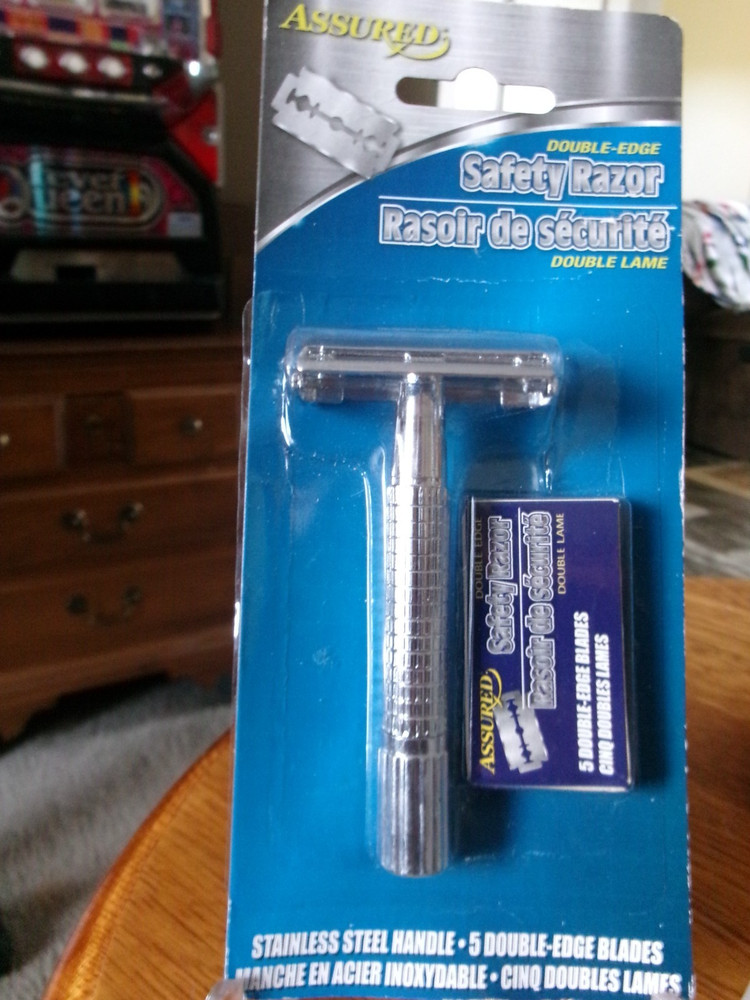 ASSURED
DOUBLE-EDGE
Safety Razor
Rasoir de sécurité
DOUBLE LAME
DOUBLE EDGE
Safety Razor
Rasoir de sécurité
DOUBLE LAME
ASSURED
5 DOUBLE-EDGE BLADES
CINQ DOUBLES LAMES
STAINLESS STEEL HANDLE • 5 DOUBLE-EDGE BLADES
MANCHE EN ACIER INOXYDABLE • CINQ DOUBLES LAMES
Queen